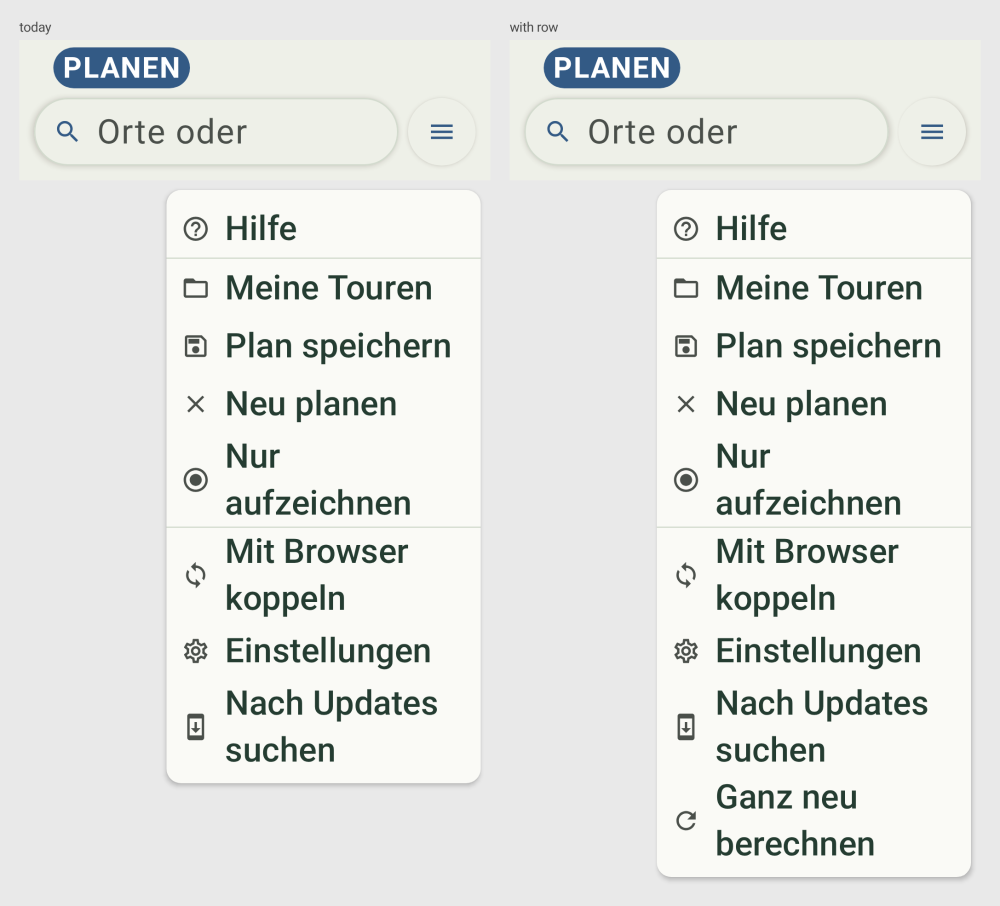 today
PLANEN
Orte oder
Hilfe
Meine Touren
Plan speichern
Neu planen
Nur
aufzeichnen
Mit Browser
koppeln
Einstellungen
Nach Updates
suchen
with row
PLANEN
Orte oder
Hilfe
Meine Touren
Plan speichern
Neu planen
Nur
aufzeichnen
Mit Browser
koppeln
Einstellungen
Nach Updates
suchen
Ganz neu
berechnen